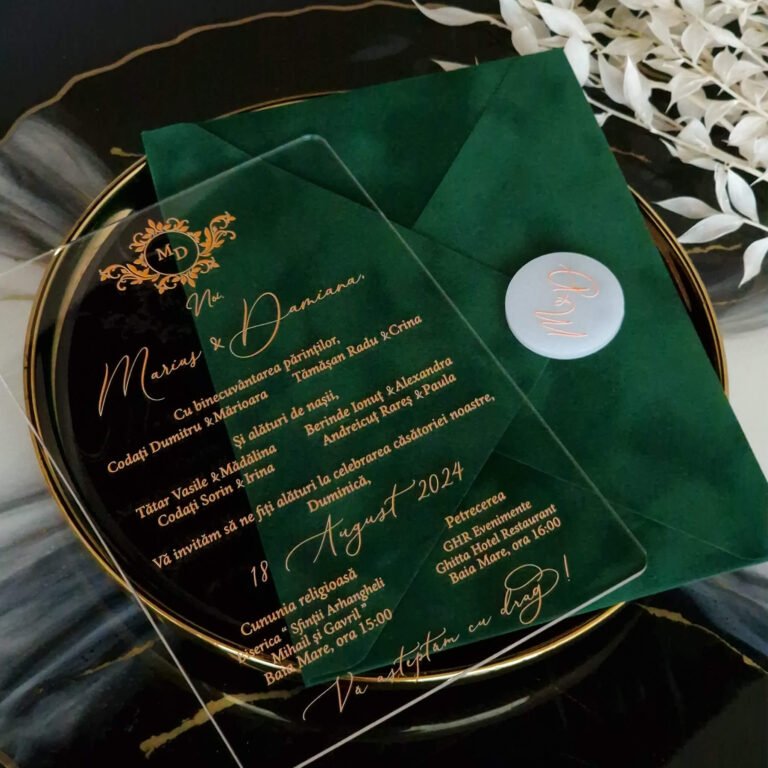 MD
Noi,
Marius & Damiana,
Cu binecuvântarea părinților,
Codați Dumitru & Mărioara Tămășan Radu & Crina
Și alături de nașii,
Tătar Vasile & Mădălina Berinde Ionuț & Alexandra
Codați Sorin & Irina Andreicuț Rareș & Paula
Vă invităm să ne fiți alături la celebrarea căsătoriei noastre,
Duminică,
18 August 2024
Cununia religioasă
Biserica " Sfinții Arhangheli
Mihail și Gavril "
Baia Mare, ora 15:00
Petrecerea
GHR Evenimente
Ghitta Hotel Restaurant
Baia Mare, ora 16:00
Vă așteptăm cu drag !